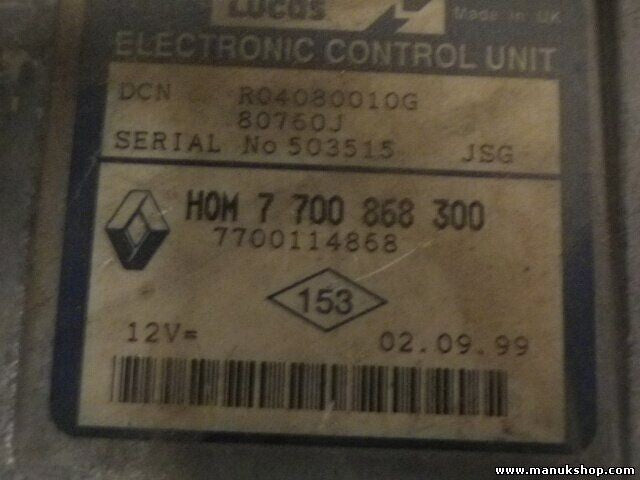 LUCAS
Made in UK
ELECTRONIC CONTROL UNIT
DCN R04080010G
80760J
SERIAL No 503515 JSG
HOM 7 700 868 300
7700114868
153
12V= 02.09.99
www.manukshop.com